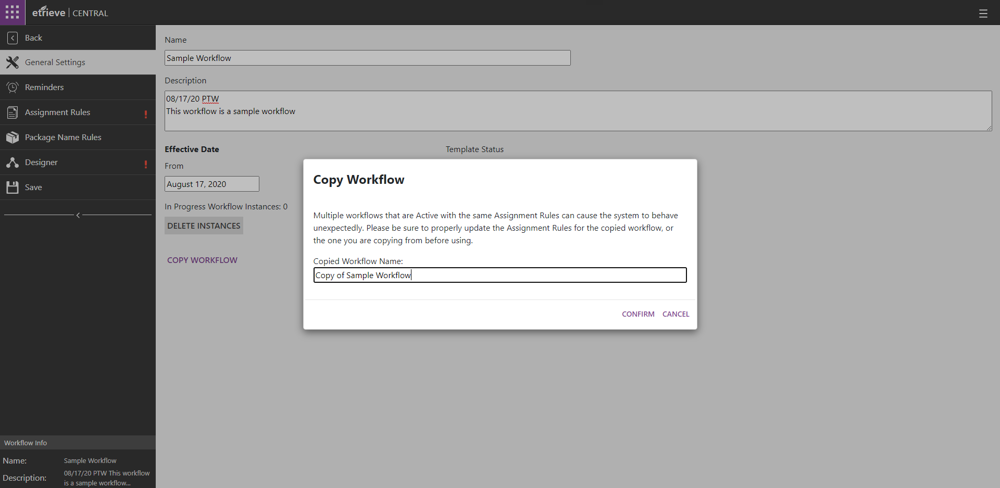 etrieve | CENTRAL
Back
General Settings
Reminders
Assignment Rules
Package Name Rules
Designer
Save
Workflow Info
Name: Sample Workflow
Description: 08/17/20 PTW This workflow
is a sample workflow...
Name
Sample Workflow
Description
08/17/20 PTW
This workflow is a sample workflow
Effective Date
Template Status
From
August 17, 2020
In Progress Workflow Instances: 0
DELETE INSTANCES
COPY WORKFLOW
Copy Workflow
Multiple workflows that are Active with the same Assignment Rules can cause the system to behave
unexpectedly. Please be sure to properly update the Assignment Rules for the copied workflow, or
the one you are copying from before using.
Copied Workflow Name:
Copy of Sample Workflow
CONFIRM CANCEL